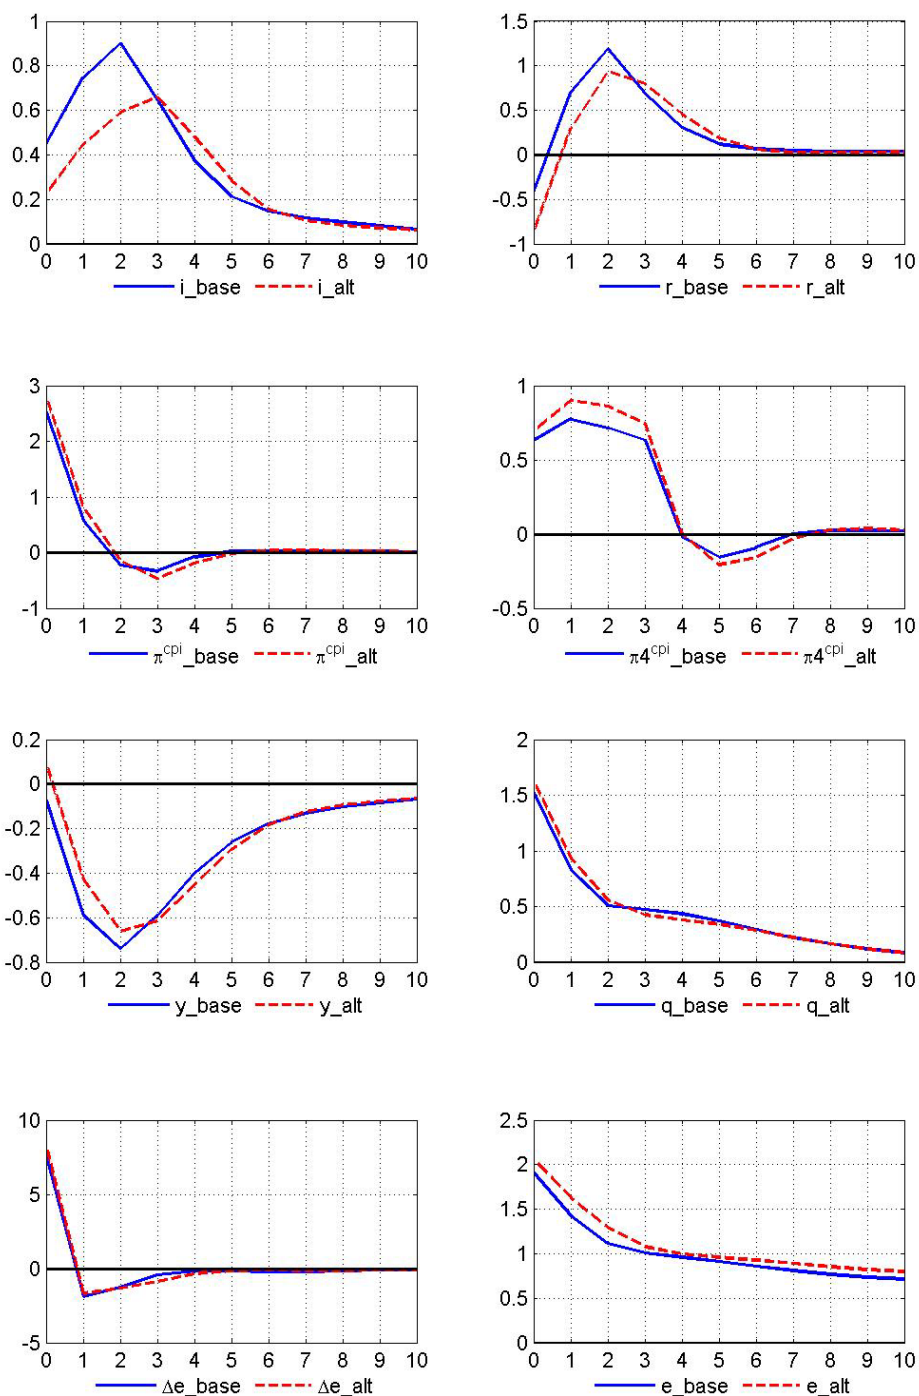 1
0.8
0.6
0.4
0.2
0
0 1 2 3 4 5 6 7 8 9 10
i_base i_alt
1.5
1
0.5
0
-0.5
-1
0 1 2 3 4 5 6 7 8 9 10
r_base r_alt
3
2
1
0
-1
0 1 2 3 4 5 6 7 8 9 10
π^cpi_base π^cpi_alt
1
0.5
0
-0.5
0 1 2 3 4 5 6 7 8 9 10
π4^cpi_base π4^cpi_alt
0.2
0
-0.2
-0.4
-0.6
-0.8
0 1 2 3 4 5 6 7 8 9 10
y_base y_alt
2
1.5
1
0.5
0
0 1 2 3 4 5 6 7 8 9 10
q_base q_alt
10
5
0
-5
0 1 2 3 4 5 6 7 8 9 10
Δe_base Δe_alt
2.5
2
1.5
1
0.5
0
0 1 2 3 4 5 6 7 8 9 10
e_base e_alt